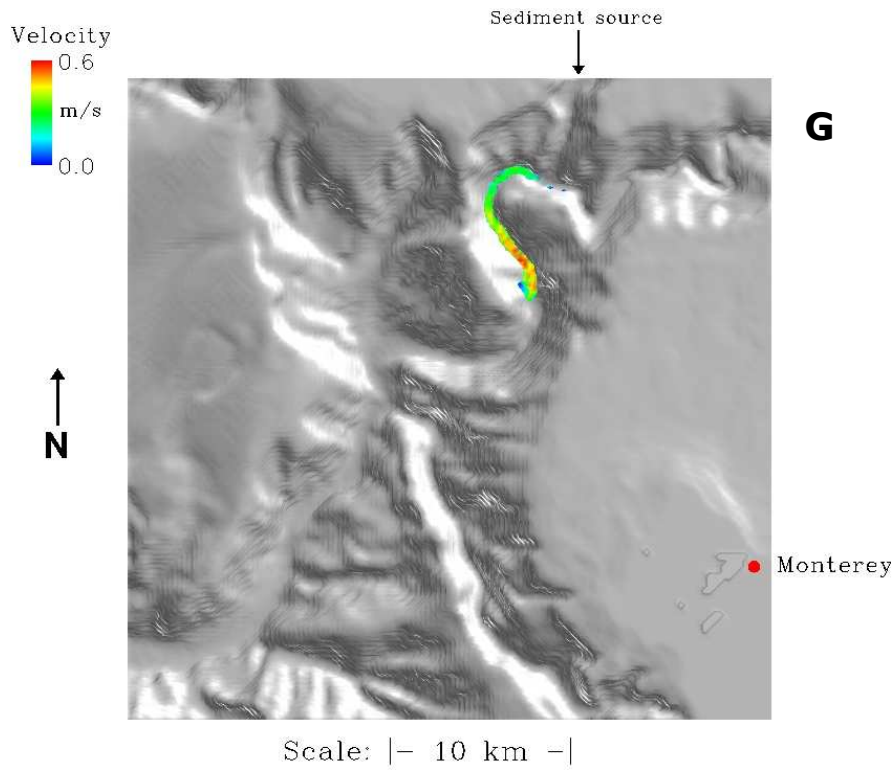 Sediment source
Velocity
0.6
m/s
0.0
G
N
Monterey
Scale: |– 10 km –|